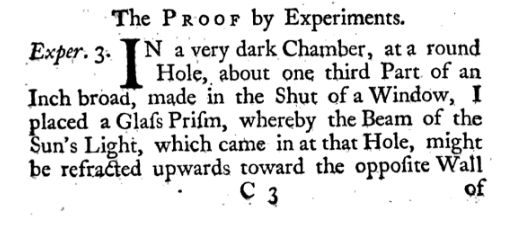 The PROOF by Experiments.
Exper. 3. IN a very dark Chamber, at a round
Hole, about one third Part of an
Inch broad, made in the Shut of a Window, I
placed a Glaſs Priſm, whereby the Beam of the
Sun's Light, which came in at that Hole, might
be refracted upwards toward the oppoſite Wall
C 3 of